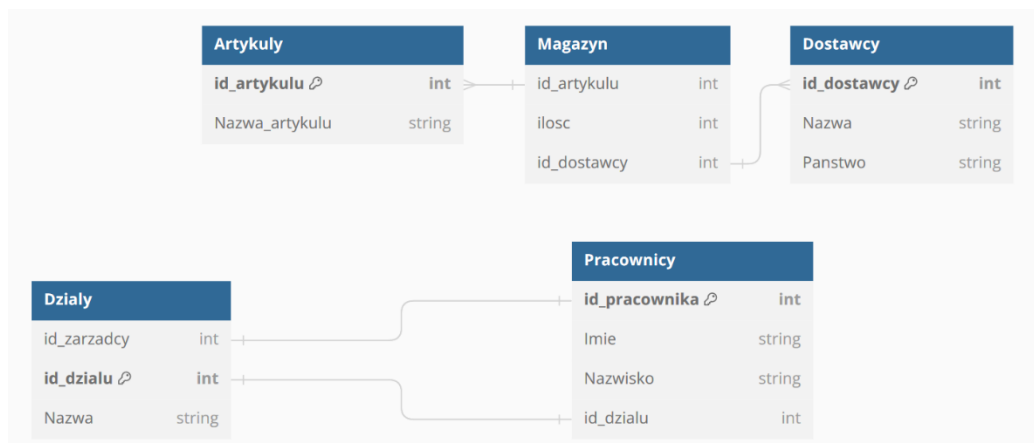 Artykuly
id_artykulu int
Nazwa_artykulu string
Magazyn
id_artykulu int
ilosc int
id_dostawcy int
Dostawcy
id_dostawcy int
Nazwa string
Panstwo string
Dzialy
id_zarzadcy int
id_dzialu int
Nazwa string
Pracownicy
id_pracownika int
Imie string
Nazwisko string
id_dzialu int